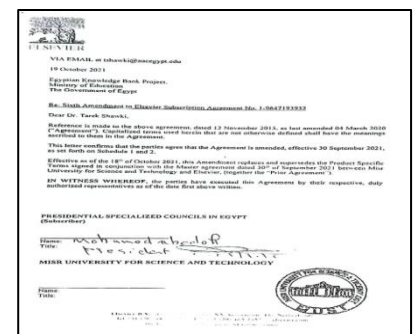 ELSEVIER
VIA EMAIL at tshawki@nscegypt.edu
19 October 2021
Egyptian Knowledge Bank Project,
Ministry of Education
The Government of Egypt
Re: Sixth Amendment to Elsevier Subscription Agreement No. 1-9647193933
Dear Dr. Tarek Shawki,
Reference is made to the above agreement, dated 12 November 2015, as last amended 04 March 2020
("Agreement"). Capitalized terms used herein that are not otherwise defined shall have the meanings
ascribed to them in the Agreement.
This letter confirms that the parties agree that the Agreement is amended, effective 30 September 2021,
as set forth on Schedule 1 and 2.
Effective as of the 18th of October 2021, this Amendment replaces and supersedes the Product Specific
Terms signed in conjunction with the Master agreement dated 30th of September 2021 between Misr
University for Science and Technology and Elsevier, (together the "Prior Agreement").
IN WITNESS WHEREOF, the parties have executed this Agreement by their respective, duly
authorized representatives as of the date first above written.
PRESIDENTIAL SPECIALIZED COUNCILS IN EGYPT
(Subscriber)
Name: Mohamed
Title: President
MISR UNIVERSITY FOR SCIENCE AND TECHNOLOGY
Name:
Title:
MUST